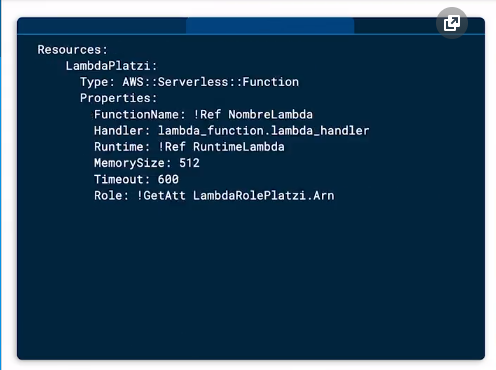 Resources:
LambdaPlatzi:
Type: AWS::Serverless::Function
Properties:
FunctionName: !Ref NombreLambda
Handler: lambda_function.lambda_handler
Runtime: !Ref RuntimeLambda
MemorySize: 512
Timeout: 600
Role: !GetAtt LambdaRolePlatzi.Arn